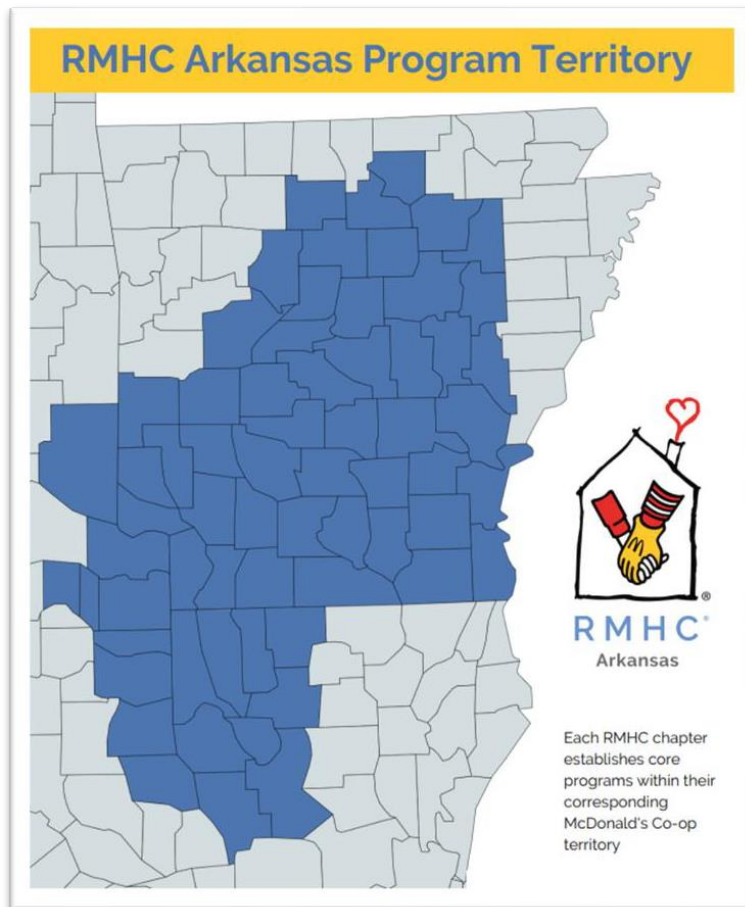 RMHC Arkansas Program Territory
®
RMHC®
Arkansas
Each RMHC chapter
establishes core
programs within their
corresponding
McDonald's Co-op
territory